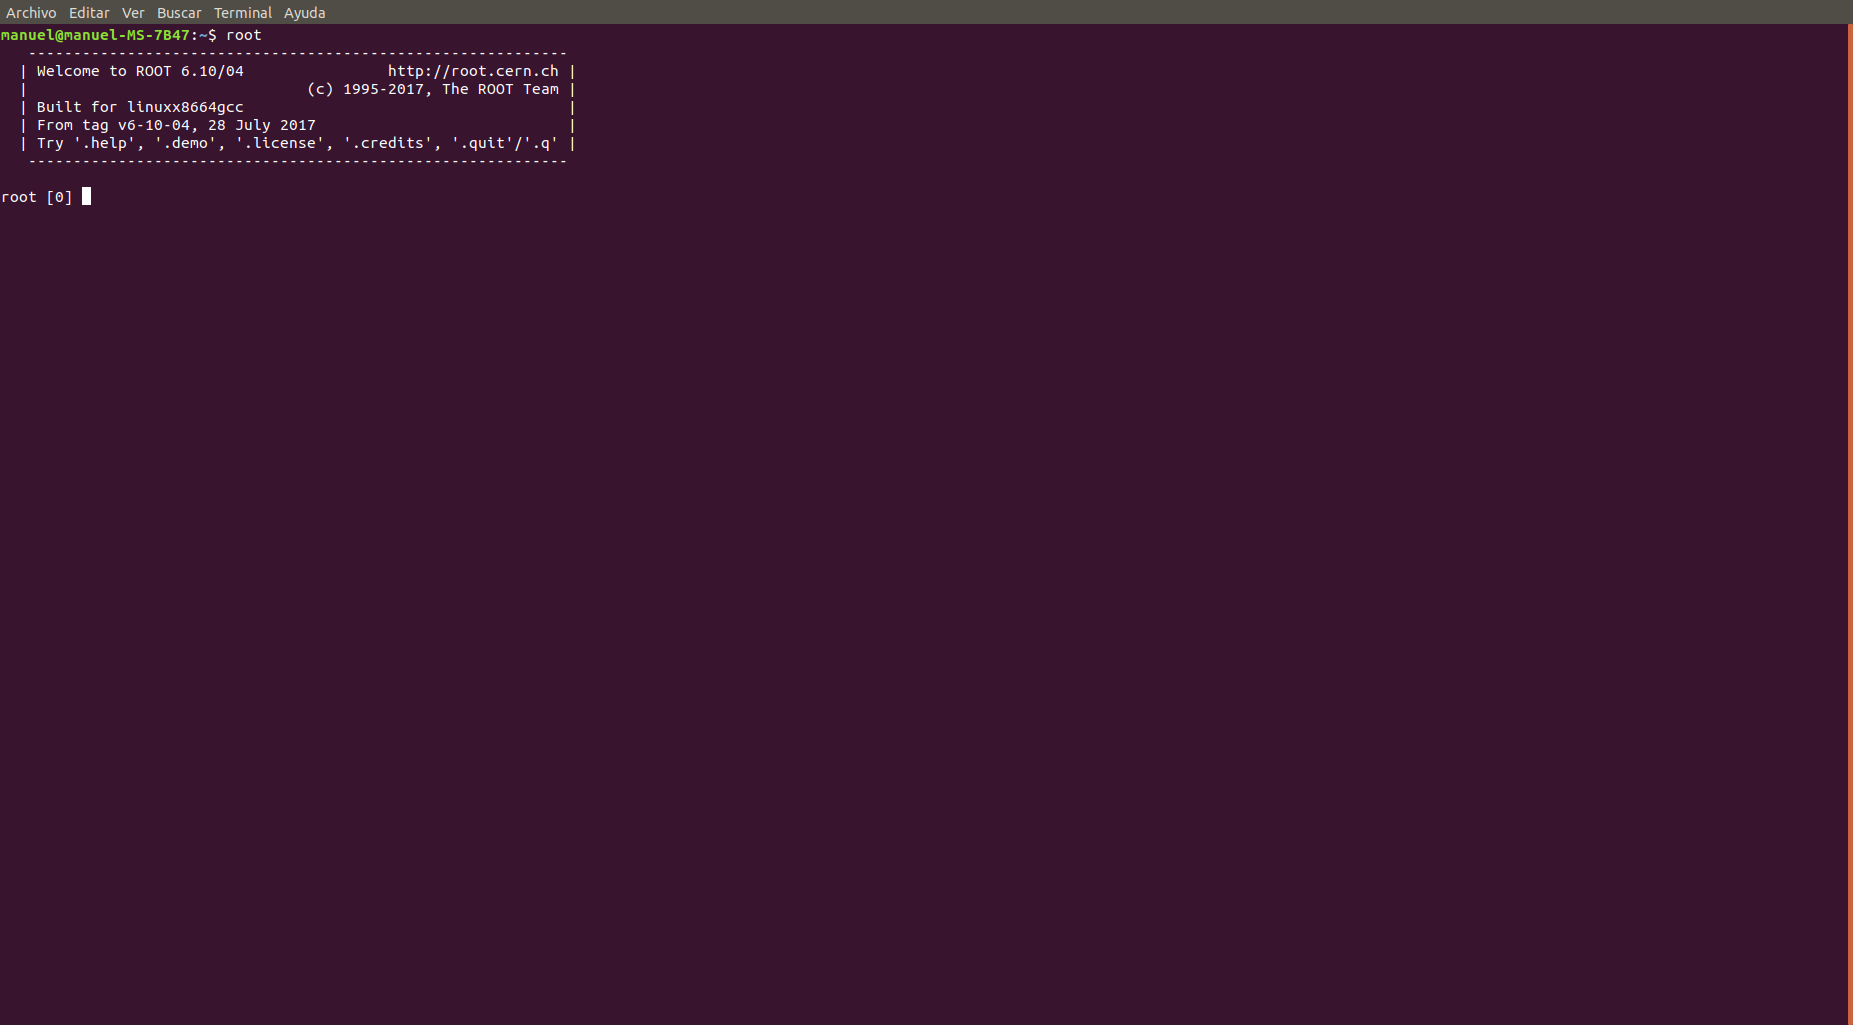 Archivo Editar Ver Buscar Terminal Ayuda
manuel@manuel-MS-7B47:~$ root
   ------------------------------------------------------------
  | Welcome to ROOT 6.10/04                http://root.cern.ch |
  |                               (c) 1995-2017, The ROOT Team |
  | Built for linuxx8664gcc                                    |
  | From tag v6-10-04, 28 July 2017                            |
  | Try '.help', '.demo', '.license', '.credits', '.quit'/'.q' |
   ------------------------------------------------------------
root [0]